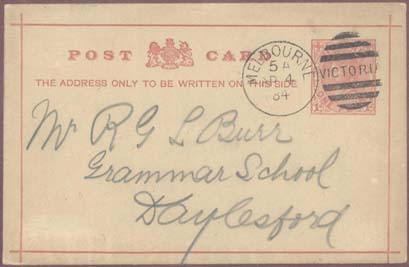 POST CARD
THE ADDRESS ONLY TO BE WRITTEN ON THIS SIDE
MELBOURNE
5 A
AP 4
84
VICTORIA
Mr R G L Burr
Grammar School
Daylesford